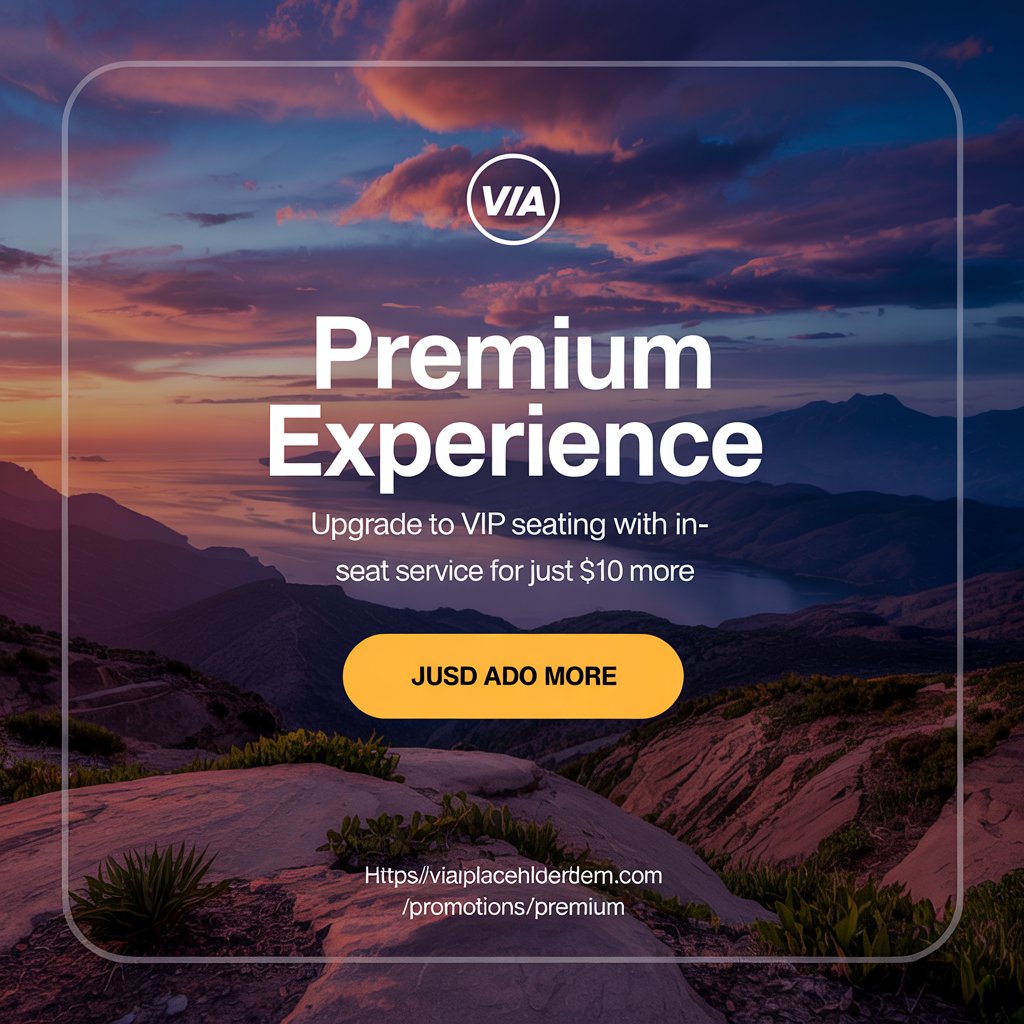 VIA
Premium
Experience
Upgrade to VIP seating with in-
seat service for just $10 more
JUSD ADO MORE
Https//viaiplacehlderdem.com
/promotions/premium